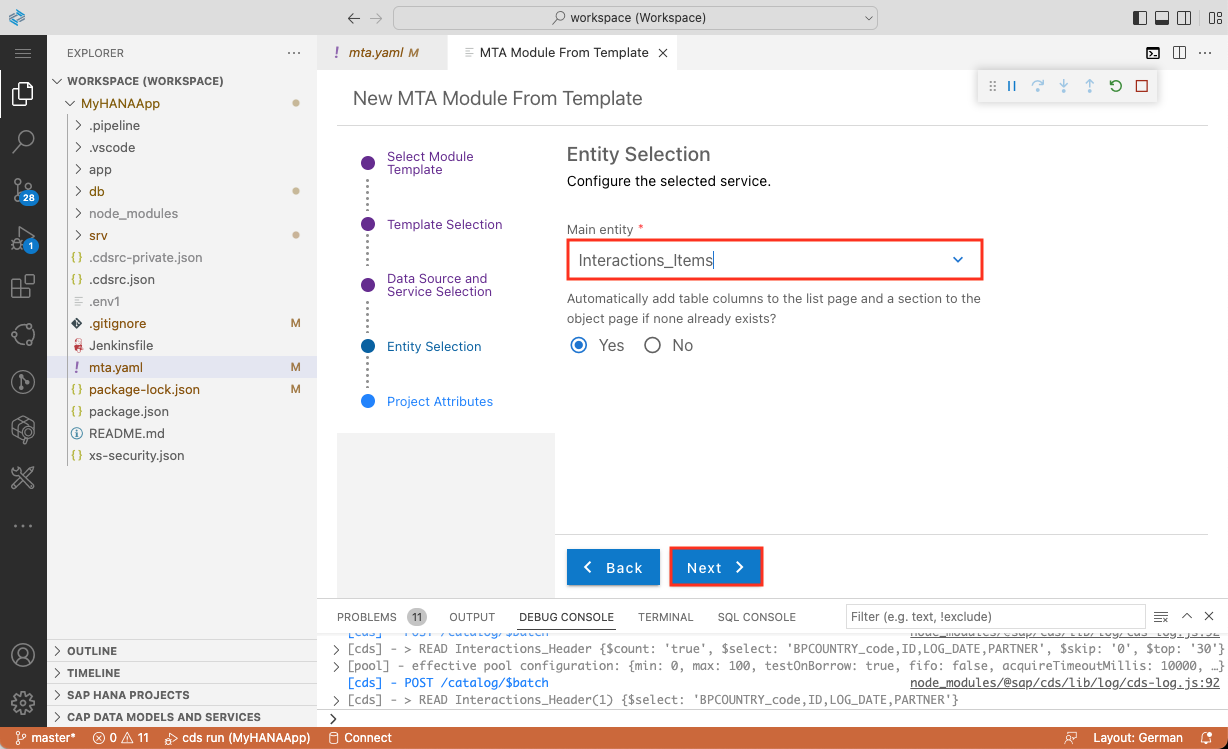 workspace (Workspace)
EXPLORER
mta.yaml M
MTA Module From Template
WORKSPACE (WORKSPACE)
MyHANAApp
.pipeline
.vscode
app
db
node_modules
srv
.cdsrc-private.json
.cdsrc.json
.env1
.gitignore M
Jenkinsfile
mta.yaml M
package-lock.json M
package.json
README.md
xs-security.json
28
1
New MTA Module From Template
Select Module
Template
Template Selection
Data Source and
Service Selection
Entity Selection
Project Attributes
Entity Selection
Configure the selected service.
Main entity *
Interactions_Items
Automatically add table columns to the list page and a section to the
object page if none already exists?
Yes No
Back Next
OUTLINE
TIMELINE
SAP HANA PROJECTS
CAP DATA MODELS AND SERVICES
PROBLEMS 11 OUTPUT DEBUG CONSOLE TERMINAL SQL CONSOLE
Filter (e.g. text, !exclude)
[cds] - POST /catalog/$batch node_modules/@sap/cds/lib/log/cds-log.js:92
[cds] - > READ Interactions_Header {$count: 'true', $select: 'BPCOUNTRY_code,ID,LOG_DATE,PARTNER', $skip: '0', $top: '30'}
[pool] - effective pool configuration: {min: 0, max: 100, testOnBorrow: true, fifo: false, acquireTimeoutMillis: 10000, …}
[cds] - POST /catalog/$batch node_modules/@sap/cds/lib/log/cds-log.js:92
[cds] - > READ Interactions_Header(1) {$select: 'BPCOUNTRY_code,ID,LOG_DATE,PARTNER'}
master* 0 11 cds run (MyHANAApp) Connect Layout: German